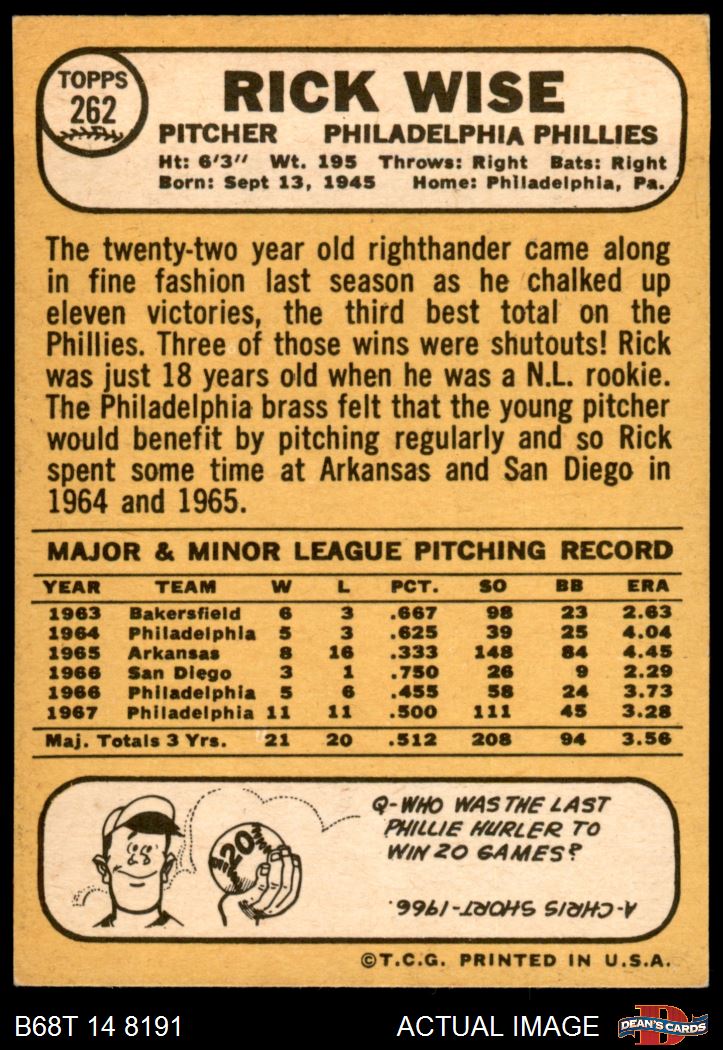 TOPPS
262
RICK WISE
PITCHER PHILADELPHIA PHILLIES
Ht: 6'3" Wt. 195 Throws: Right Bats: Right
Born: Sept 13, 1945 Home: Philadelphia, Pa.
The twenty-two year old righthander came along
in fine fashion last season as he chalked up
eleven victories, the third best total on the
Phillies. Three of those wins were shutouts! Rick
was just 18 years old when he was a N.L. rookie.
The Philadelphia brass felt that the young pitcher
would benefit by pitching regularly and so Rick
spent some time at Arkansas and San Diego in
1964 and 1965.
MAJOR & MINOR LEAGUE PITCHING RECORD
YEAR TEAM W L PCT. SO BB ERA
1963 Bakersfield 6 3 .667 98 23 2.63
1964 Philadelphia 5 3 .625 39 25 4.04
1965 Arkansas 8 16 .333 148 84 4.45
1966 San Diego 3 1 .750 26 9 2.29
1966 Philadelphia 5 6 .455 58 24 3.73
1967 Philadelphia 11 11 .500 111 45 3.28
Maj. Totals 3 Yrs. 21 20 .512 208 94 3.56
20
Q-WHO WAS THE LAST
PHILLIE HURLER TO
WIN 20 GAMES?
A-CHRIS SHORT-1966.
©T.C.G. PRINTED IN U.S.A.
B68T 14 8191
ACTUAL IMAGE
D
DEAN'S CARDS